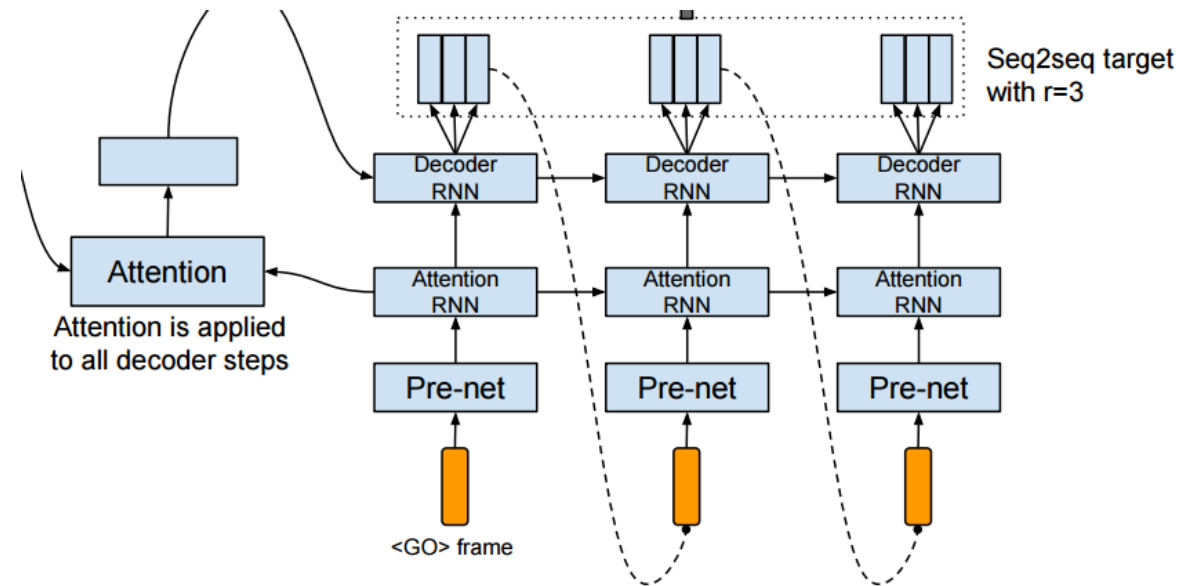 Seq2seq target
with r=3
Decoder
RNN
Decoder
RNN
Decoder
RNN
Attention
Attention is applied
to all decoder steps
Attention
RNN
Attention
RNN
Attention
RNN
Pre-net
Pre-net
Pre-net
<GO> frame